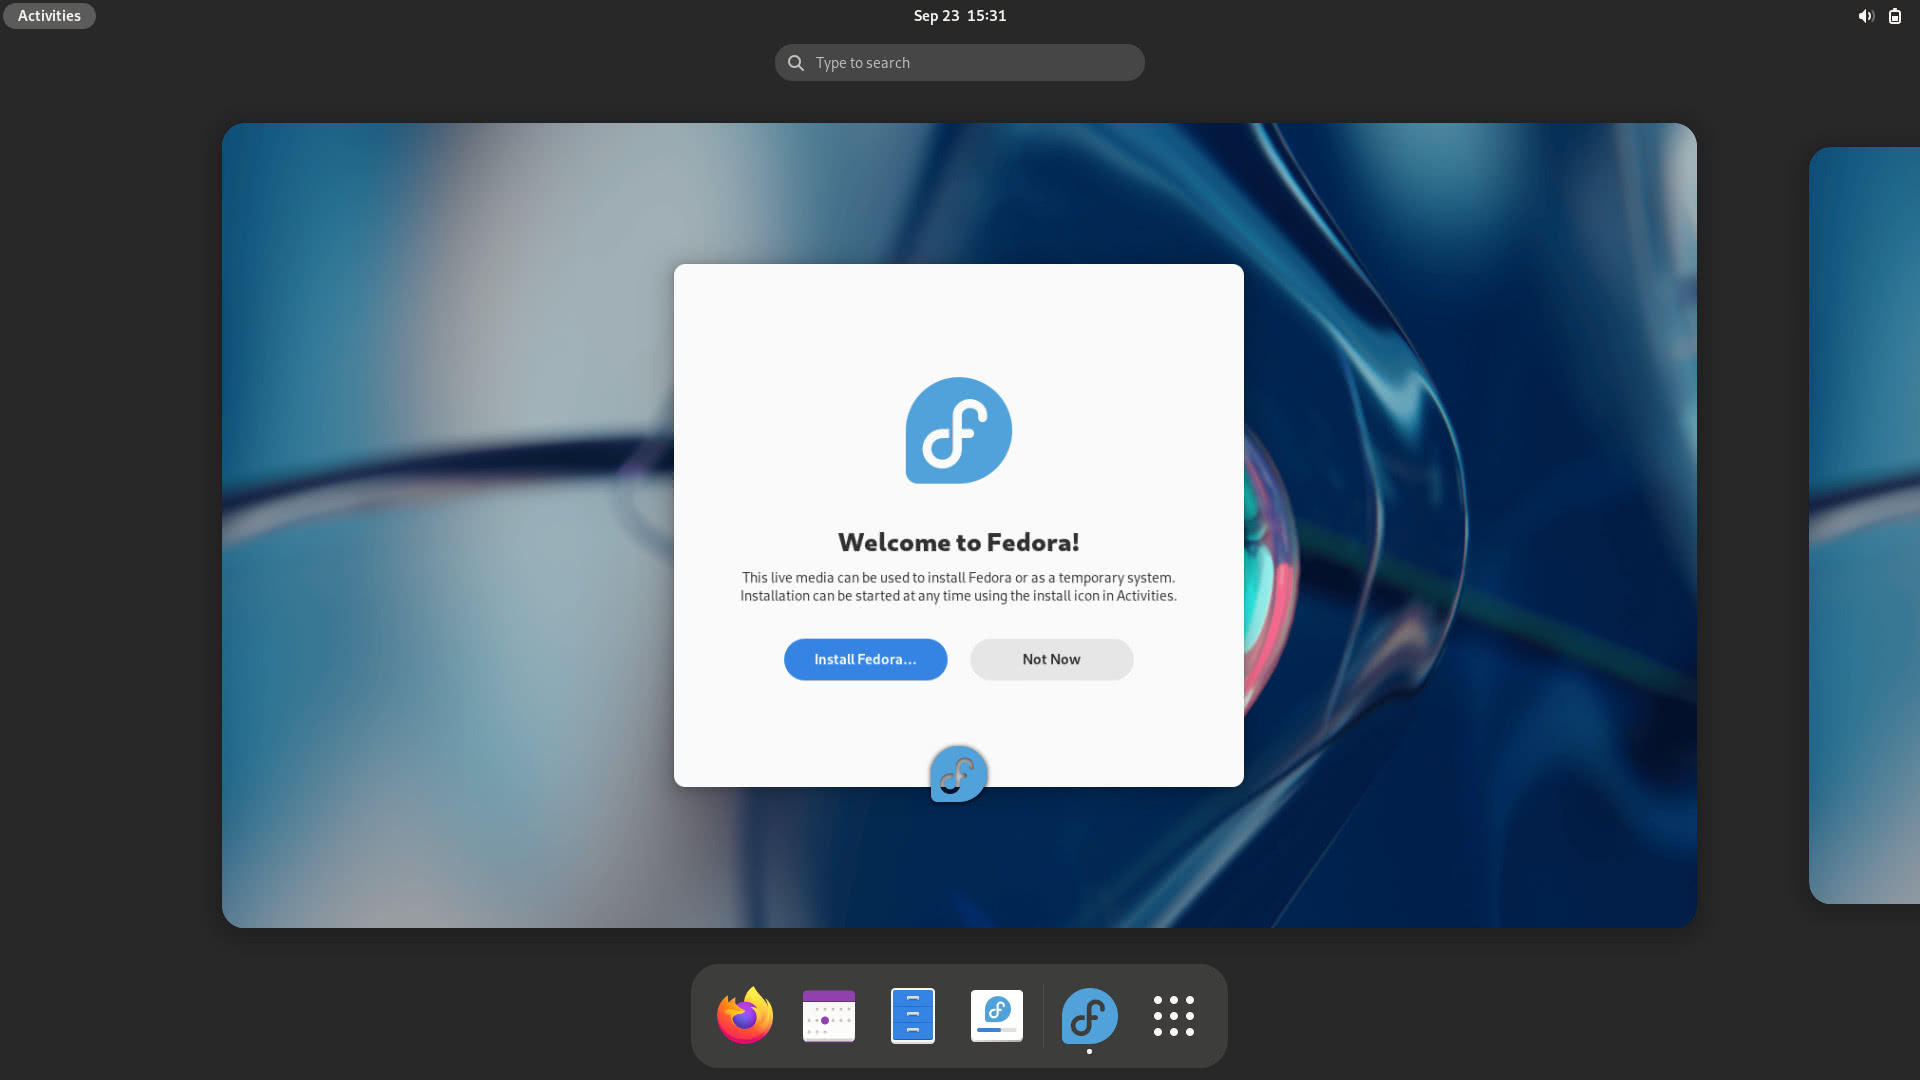 Activities
Sep 23 15:31
Type to search
Welcome to Fedora!
This live media can be used to install Fedora or as a temporary system.
Installation can be started at any time using the install icon in Activities.
Install Fedora...
Not Now